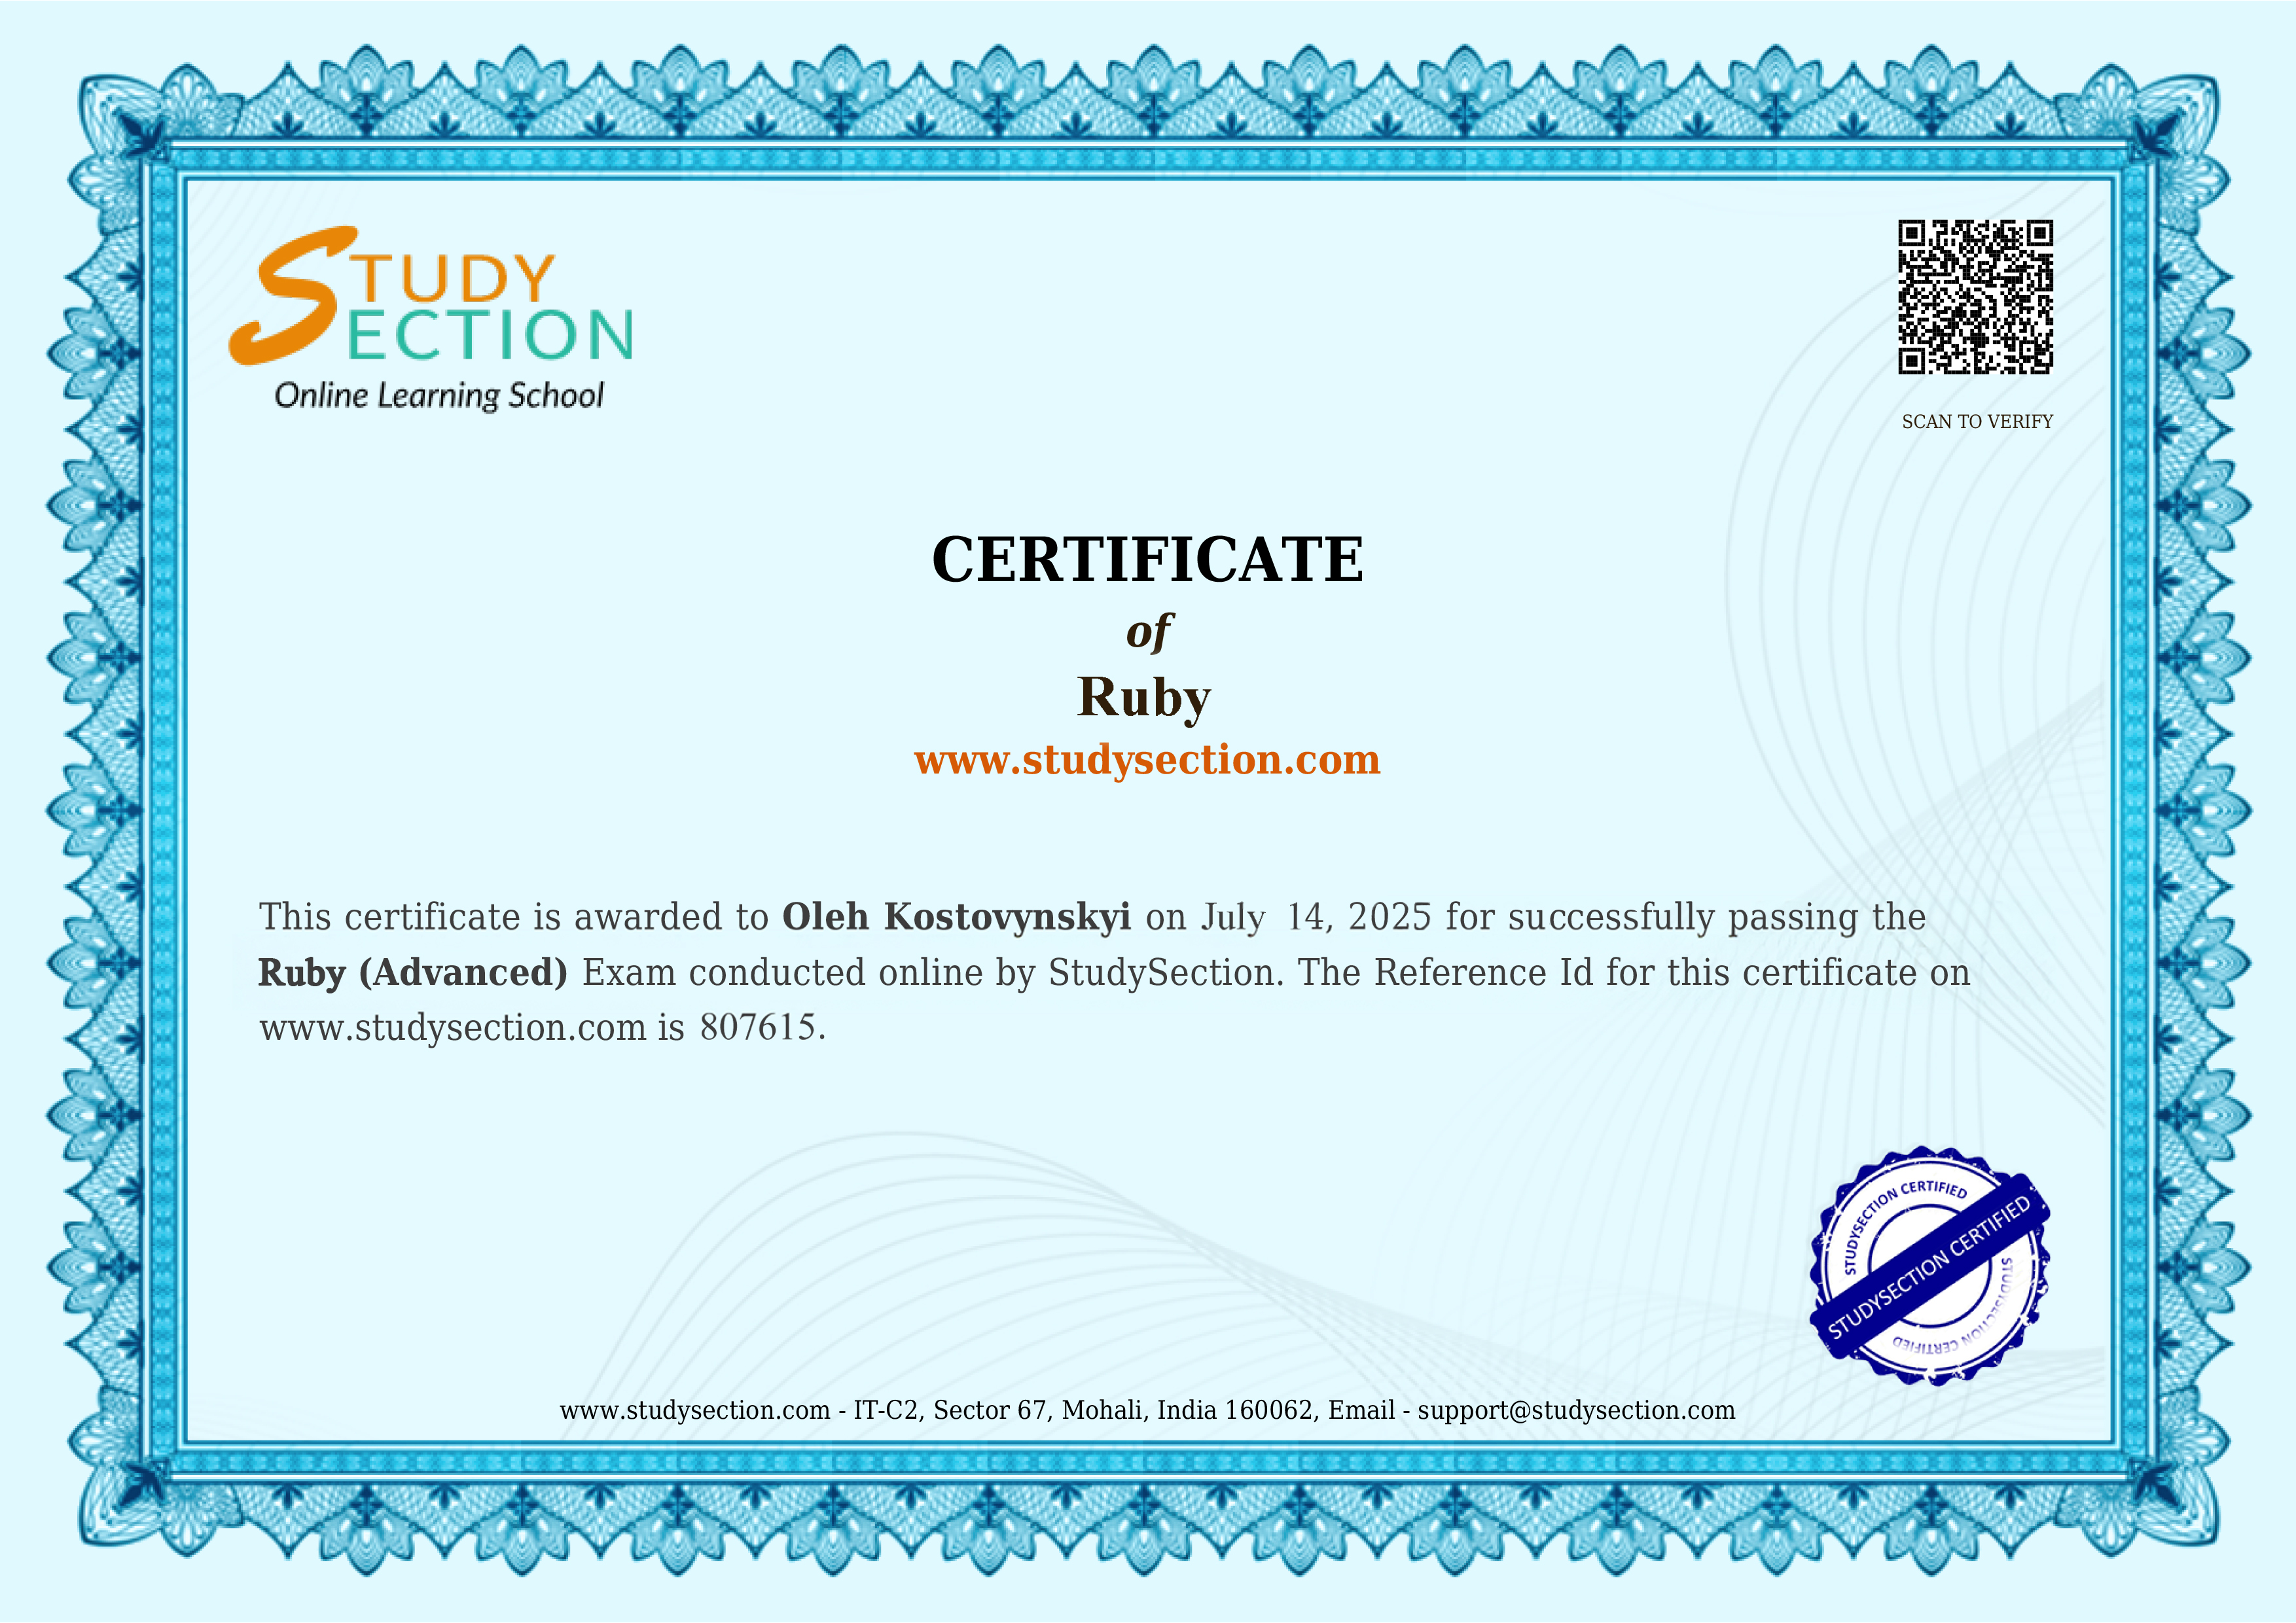 STUDY
SECTION
Online Learning School
SCAN TO VERIFY
CERTIFICATE
of
Ruby
www.studysection.com
This certificate is awarded to Oleh Kostovynskyi on July 14, 2025 for successfully passing the
Ruby (Advanced) Exam conducted online by StudySection. The Reference Id for this certificate on
www.studysection.com is 807615.
STUDYSECTION CERTIFIED
STUDYSECTION CERTIFIED
STUDYSECTION CERTIFIED
www.studysection.com - IT-C2, Sector 67, Mohali, India 160062, Email - support@studysection.com